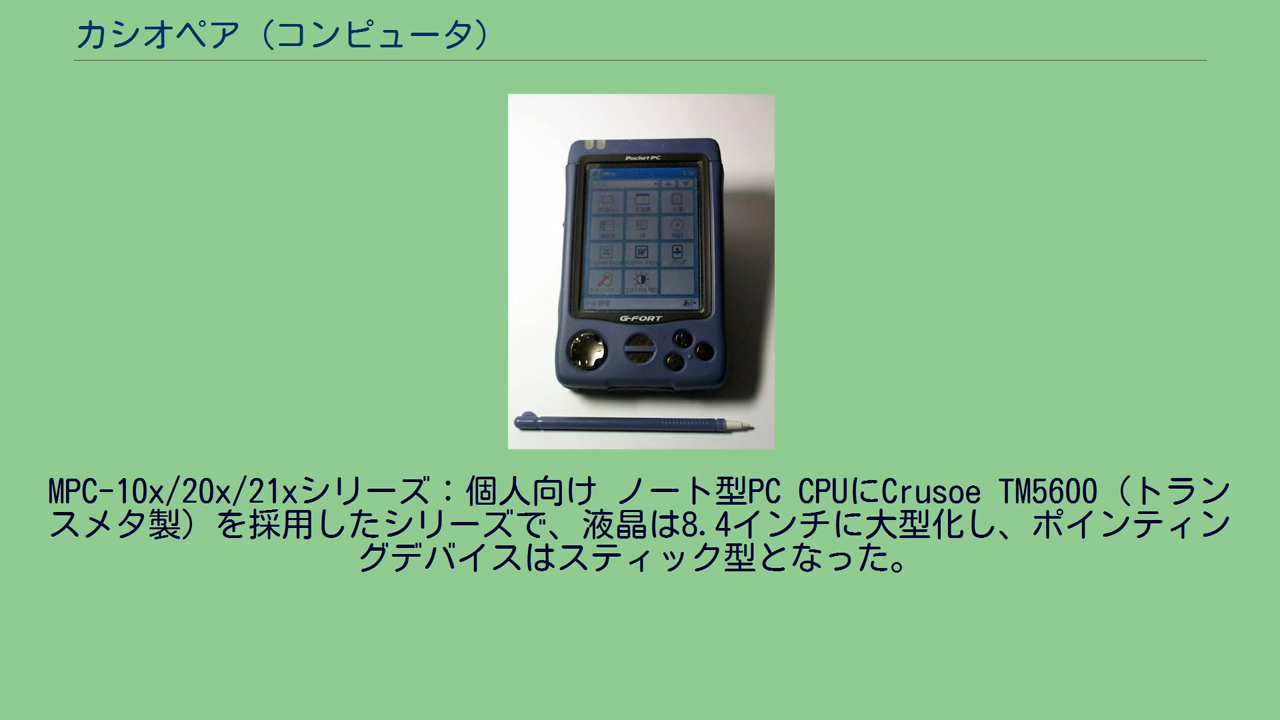 カシオペア（コンピュータ）
Pocket PC
G-FORT
MPC-10x/20x/21xシリーズ：個人向け ノート型PC CPUにCrusoe TM5600（トラン
スメタ製）を採用したシリーズで、液晶は8.4インチに大型化し、ポインティン
グデバイスはスティック型となった。